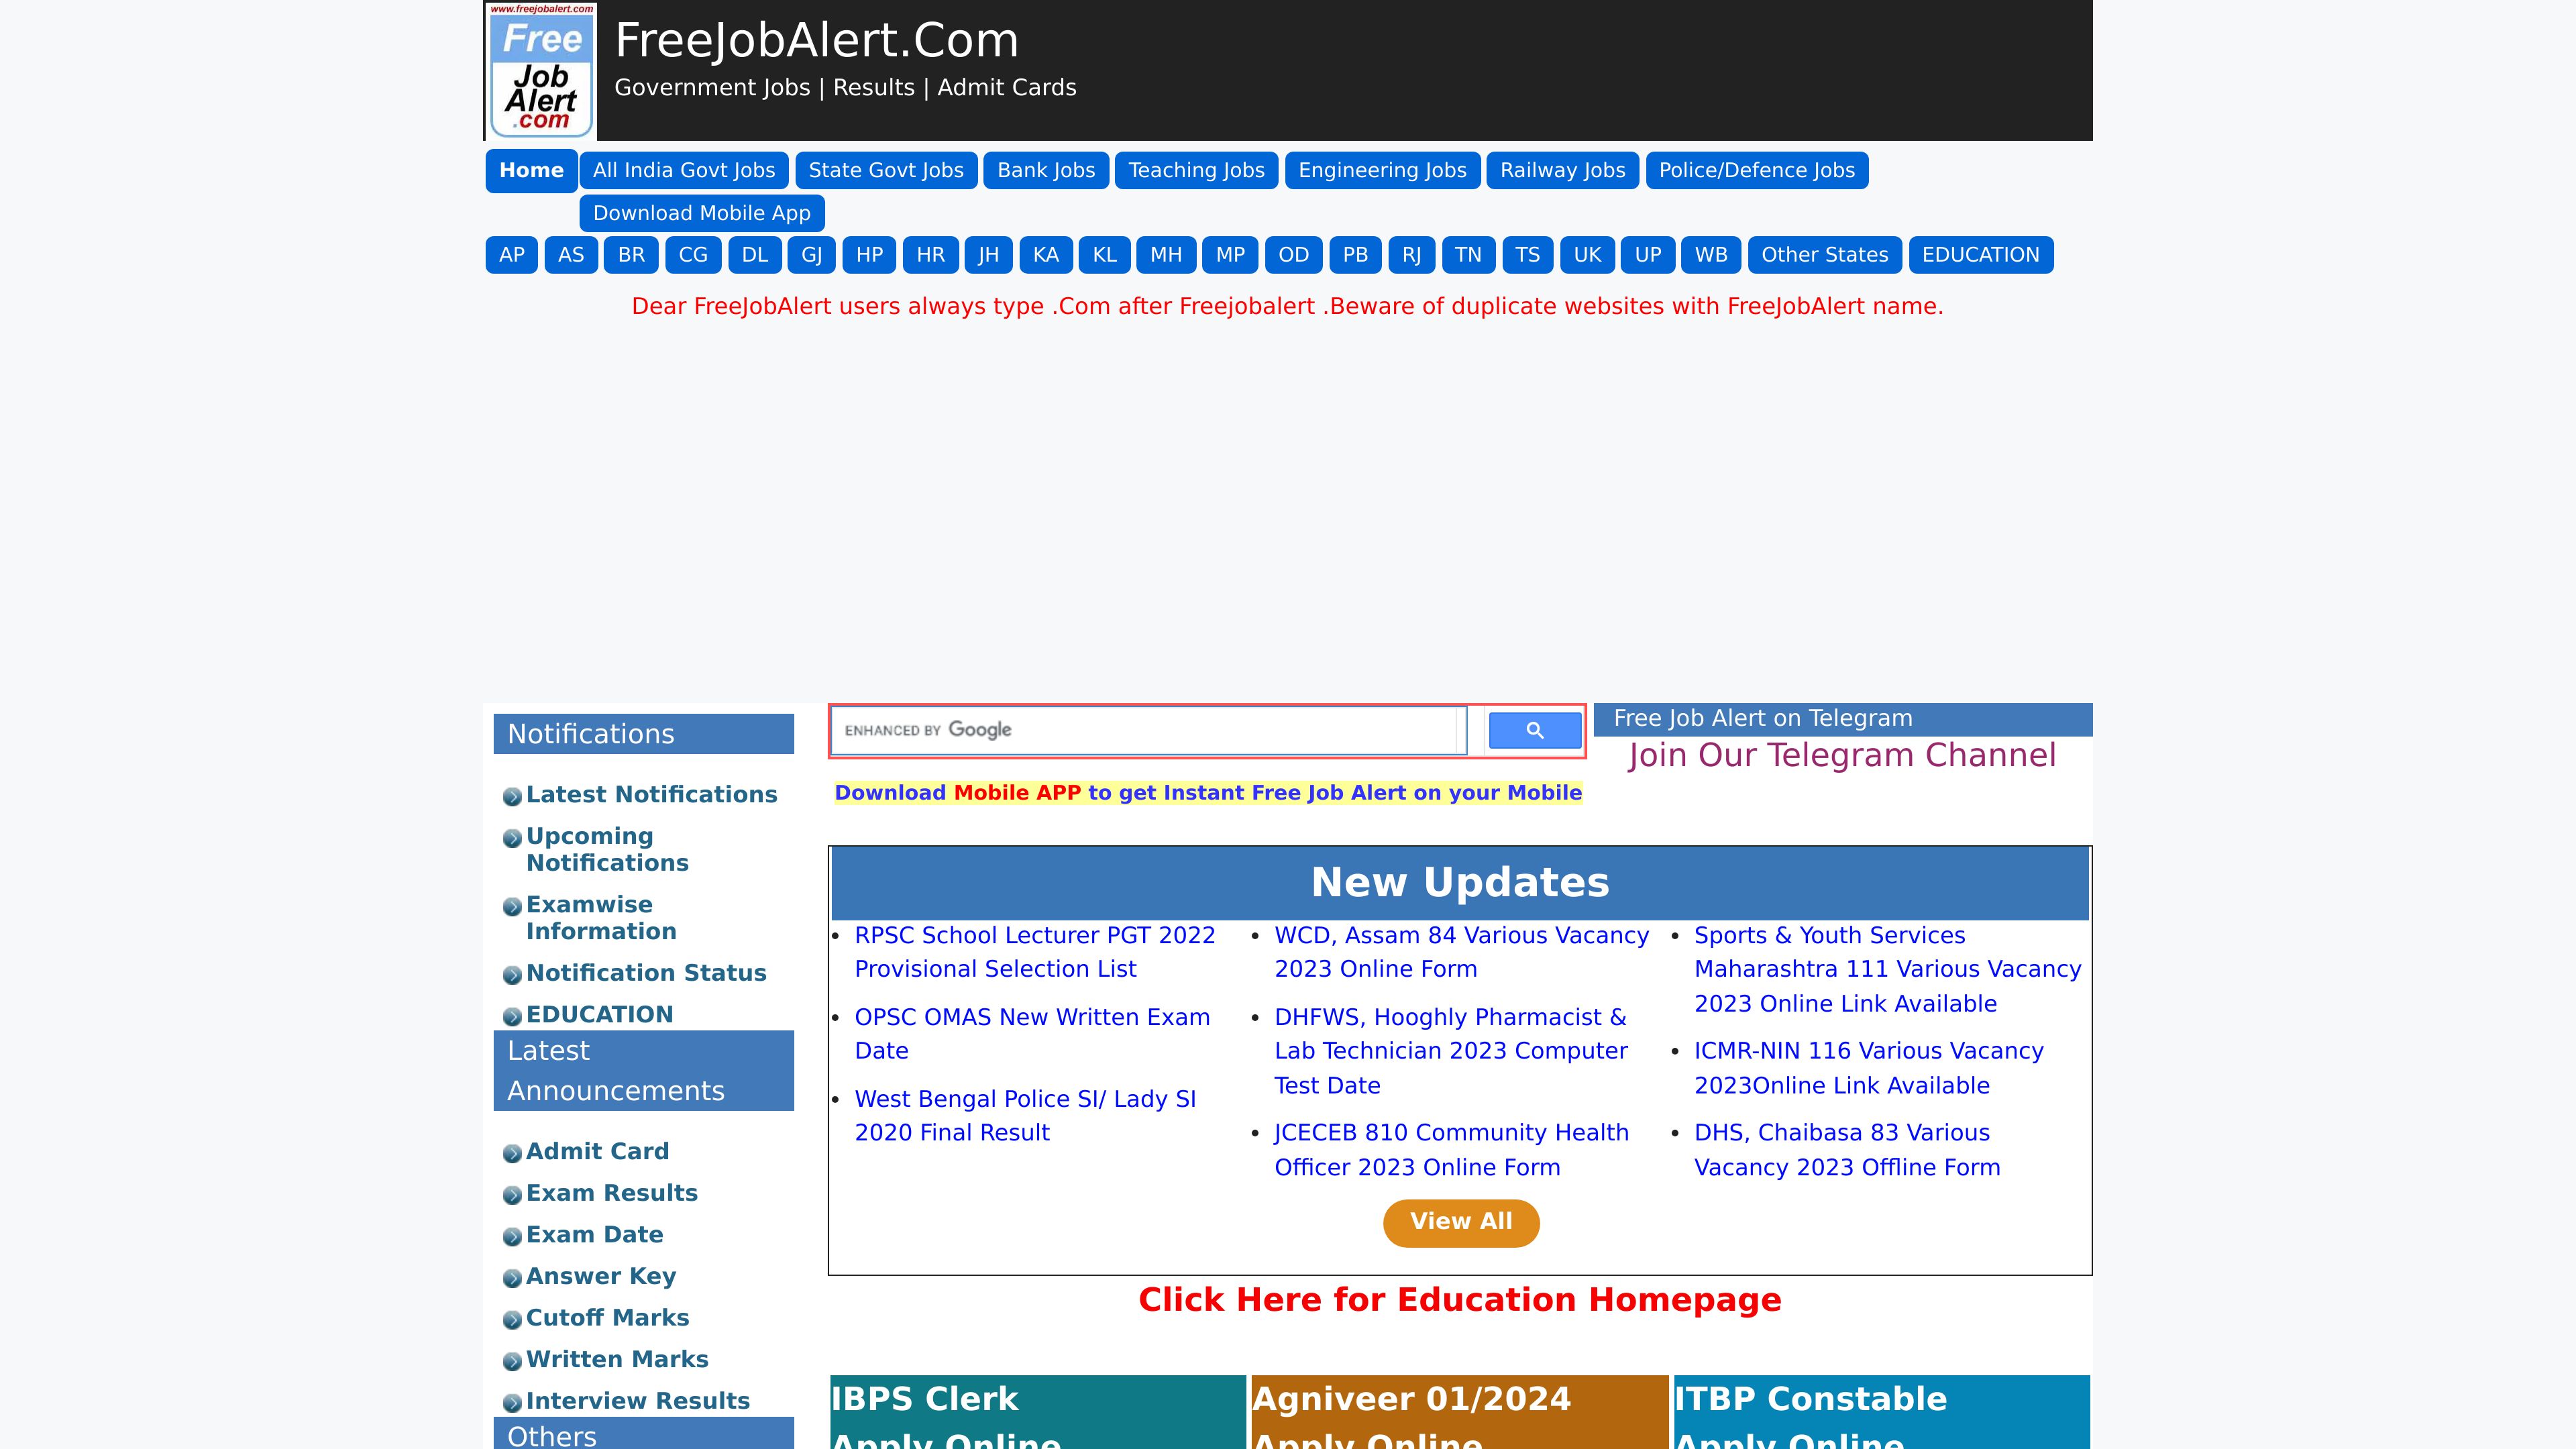 www.freejobalert.com
Free
Job
Alert
.com
FreeJobAlert.Com
Government Jobs | Results | Admit Cards
Home All India Govt Jobs State Govt Jobs Bank Jobs Teaching Jobs Engineering Jobs Railway Jobs Police/Defence Jobs
Download Mobile App
AP AS BR CG DL GJ HP HR JH KA KL MH MP OD PB RJ TN TS UK UP WB Other States EDUCATION
Dear FreeJobAlert users always type .Com after Freejobalert .Beware of duplicate websites with FreeJobAlert name.
Notifications
Latest Notifications
Upcoming
Notifications
Examwise
Information
Notification Status
EDUCATION
Latest
Announcements
Admit Card
Exam Results
Exam Date
Answer Key
Cutoff Marks
Written Marks
Interview Results
Others
ENHANCED BY Google
Download Mobile APP to get Instant Free Job Alert on your Mobile
Free Job Alert on Telegram
Join Our Telegram Channel
New Updates
• RPSC School Lecturer PGT 2022
Provisional Selection List
• OPSC OMAS New Written Exam
Date
• West Bengal Police SI/ Lady SI
2020 Final Result
• WCD, Assam 84 Various Vacancy
2023 Online Form
• DHFWS, Hooghly Pharmacist &
Lab Technician 2023 Computer
Test Date
• JCECEB 810 Community Health
Officer 2023 Online Form
• Sports & Youth Services
Maharashtra 111 Various Vacancy
2023 Online Link Available
• ICMR-NIN 116 Various Vacancy
2023Online Link Available
• DHS, Chaibasa 83 Various
Vacancy 2023 Offline Form
View All
Click Here for Education Homepage
IBPS Clerk
Apply Online
Agniveer 01/2024
Apply Online
ITBP Constable
Apply Online